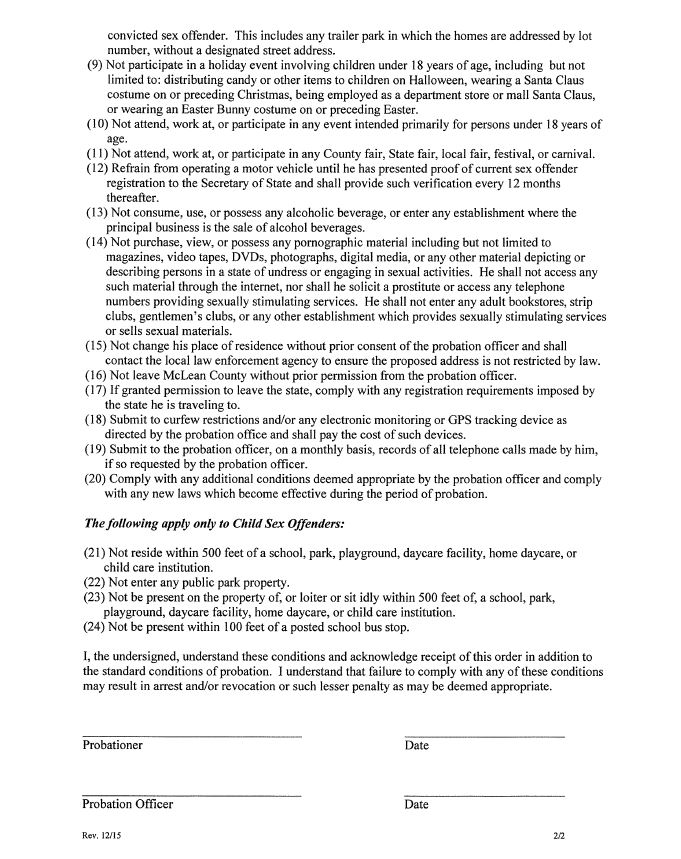 convicted sex offender. This includes any trailer park in which the homes are addressed by lot
number, without a designated street address.
(9) Not participate in a holiday event involving children under 18 years of age, including but not
limited to: distributing candy or other items to children on Halloween, wearing a Santa Claus
costume on or preceding Christmas, being employed as a department store or mall Santa Claus,
or wearing an Easter Bunny costume on or preceding Easter.
(10) Not attend, work at, or participate in any event intended primarily for persons under 18 years of
age.
(11) Not attend, work at, or participate in any County fair, State fair, local fair, festival, or carnival.
(12) Refrain from operating a motor vehicle until he has presented proof of current sex offender
registration to the Secretary of State and shall provide such verification every 12 months
thereafter.
(13) Not consume, use, or possess any alcoholic beverage, or enter any establishment where the
principal business is the sale of alcohol beverages.
(14) Not purchase, view, or possess any pornographic material including but not limited to
magazines, video tapes, DVDs, photographs, digital media, or any other material depicting or
describing persons in a state of undress or engaging in sexual activities. He shall not access any
such material through the internet, nor shall he solicit a prostitute or access any telephone
numbers providing sexually stimulating services. He shall not enter any adult bookstores, strip
clubs, gentlemen's clubs, or any other establishment which provides sexually stimulating services
or sells sexual materials.
(15) Not change his place of residence without prior consent of the probation officer and shall
contact the local law enforcement agency to ensure the proposed address is not restricted by law.
(16) Not leave McLean County without prior permission from the probation officer.
(17) If granted permission to leave the state, comply with any registration requirements imposed by
the state he is traveling to.
(18) Submit to curfew restrictions and/or any electronic monitoring or GPS tracking device as
directed by the probation office and shall pay the cost of such devices.
(19) Submit to the probation officer, on a monthly basis, records of all telephone calls made by him,
if so requested by the probation officer.
(20) Comply with any additional conditions deemed appropriate by the probation officer and comply
with any new laws which become effective during the period of probation.
The following apply only to Child Sex Offenders:
(21) Not reside within 500 feet of a school, park, playground, daycare facility, home daycare, or
child care institution.
(22) Not enter any public park property.
(23) Not be present on the property of, or loiter or sit idly within 500 feet of, a school, park,
playground, daycare facility, home daycare, or child care institution.
(24) Not be present within 100 feet of a posted school bus stop.
I, the undersigned, understand these conditions and acknowledge receipt of this order in addition to
the standard conditions of probation. I understand that failure to comply with any of these conditions
may result in arrest and/or revocation or such lesser penalty as may be deemed appropriate.
Probationer Date
Probation Officer Date
Rev. 12/15 2/2